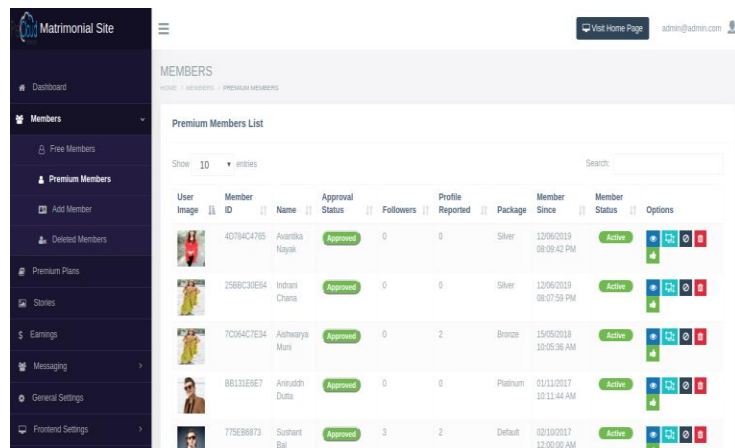 Matrimonial Site
Visit Home Page
admin@admin.com
Dashboard
Members
Free Members
Premium Members
Add Member
Deleted Members
Premium Plans
Stories
$ Earnings
Messaging
General Settings
Frontend Settings
MEMBERS
HOME / MEMBERS / PREMIUM MEMBERS
Premium Members List
Show 10 entries
Search:
User Image Member ID Name Approval Status Followers Profile Reported Package Member Since Member Status Options
4D784C4765 Avantika Nayak Approved 0 0 Silver 12/06/2019 08:09:42 PM Active
25BBC30E64 Indrani Chana Approved 0 0 Silver 12/06/2019 08:07:59 PM Active
7C064C7E34 Aishwarya Muni Approved 0 2 Bronze 15/05/2018 10:05:36 AM Active
BB131E6E7 Aniruddh Dutta Approved 0 0 Platinum 01/11/2017 10:11:44 AM Active
775EB6873 Sushant Bal Approved 3 2 Default 02/10/2017 12:00:00 AM Active